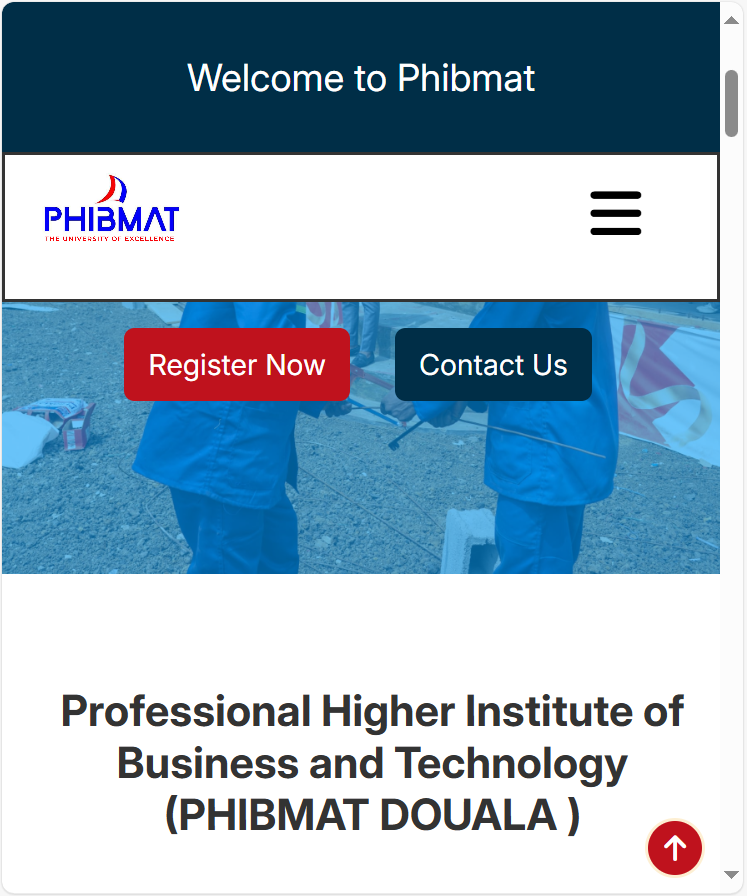 Welcome to Phibmat
PHIBMAT
THE UNIVERSITY OF EXCELLENCE
Register Now
Contact Us
Professional Higher Institute of
Business and Technology
(PHIBMAT DOUALA )